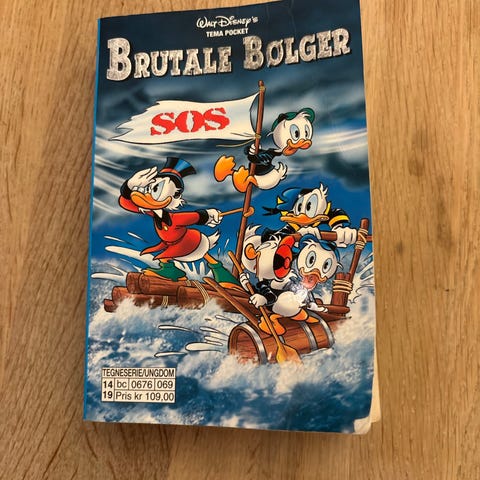 Walt Disney's
TEMA POCKET
BRUTALE BØLGER
SOS
TEGNESERIE/UNGDOM
14 bc 0676 069
19 Pris kr 109,00